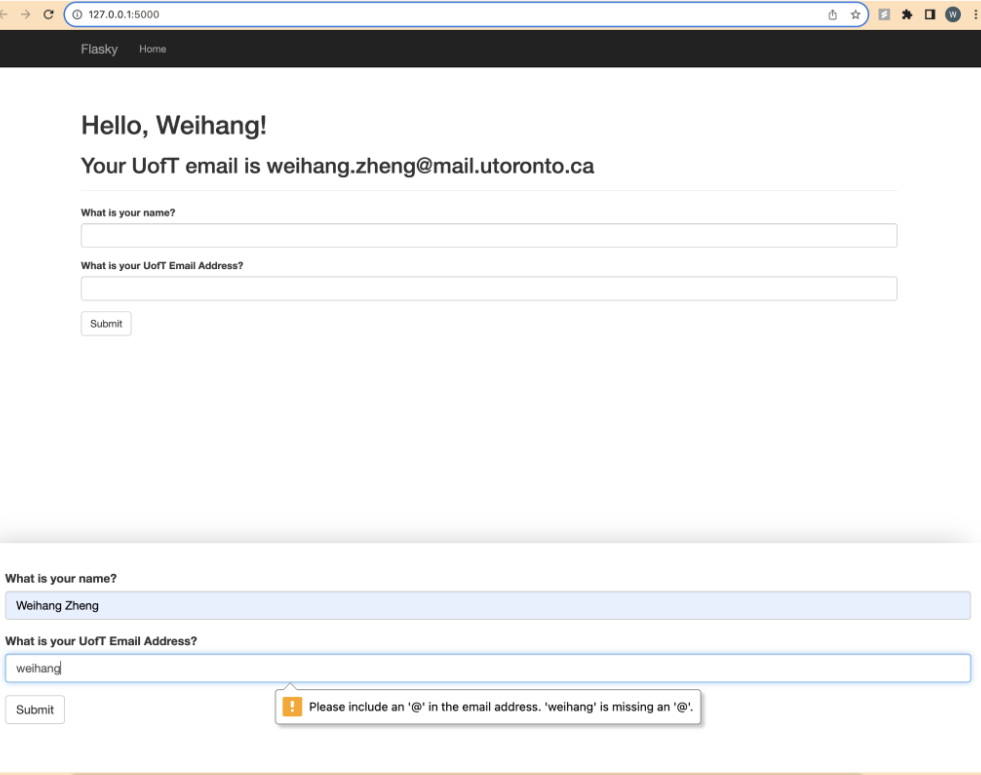 127.0.0.1:5000
W
Flasky Home
Hello, Weihang!
Your UofT email is weihang.zheng@mail.utoronto.ca
What is your name?
What is your UofT Email Address?
Submit
What is your name?
Weihang Zheng
What is your UofT Email Address?
weihang
Submit
Please include an '@' in the email address. 'weihang' is missing an '@'.